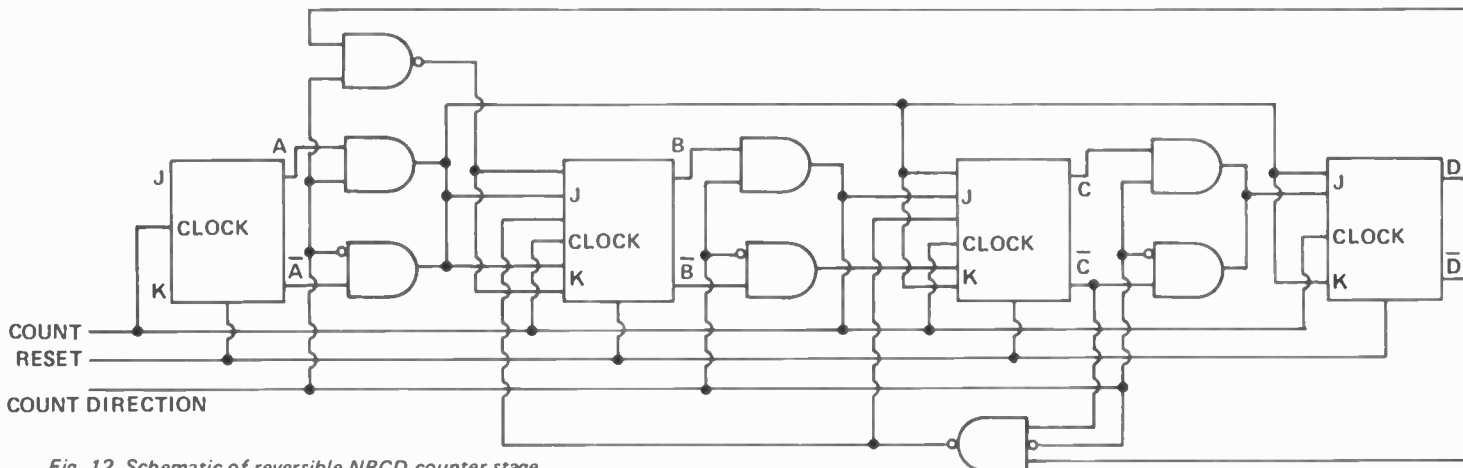 A
B
C
D
J
CLOCK
K
A̅
J
CLOCK
K
B̅
J
CLOCK
K
C̅
J
CLOCK
K
D̅
COUNT
RESET
COUNT DIRECTION
Fig. 12. Schematic of reversible NBCD counter stage